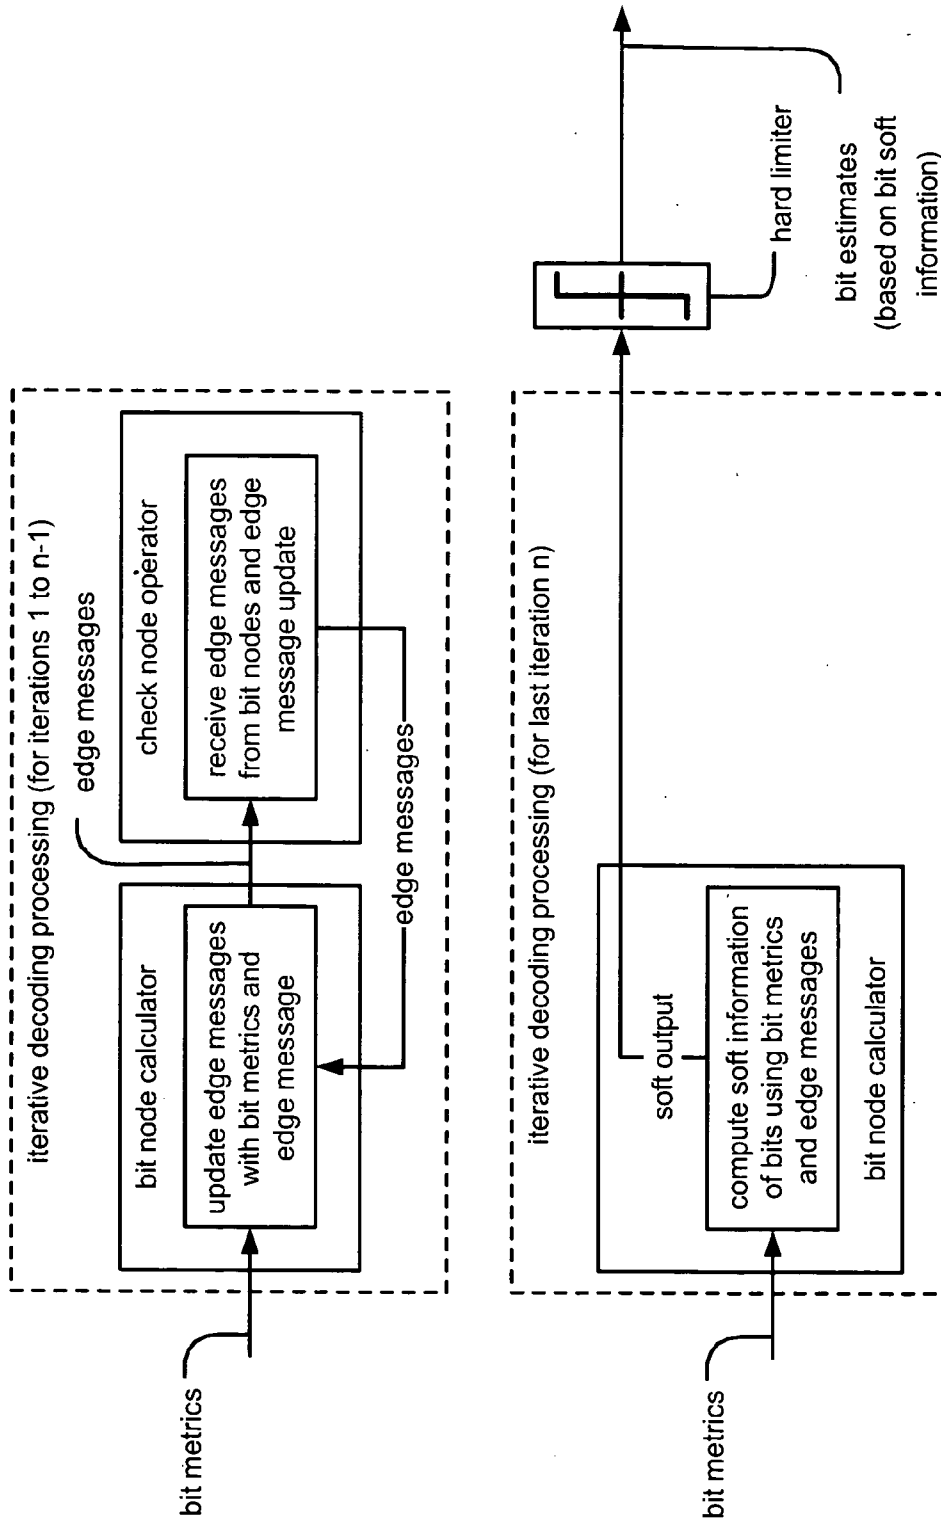 iterative decoding processing (for iterations 1 to n-1)
edge messages
bit node calculator
check node operator
bit metrics
update edge messages
with bit metrics and
edge message
receive edge messages
from bit nodes and edge
message update
edge messages
iterative decoding processing (for last iteration n)
soft output
bit metrics
compute soft information
of bits using bit metrics
and edge messages
bit node calculator
hard limiter
bit estimates
(based on bit soft
information)